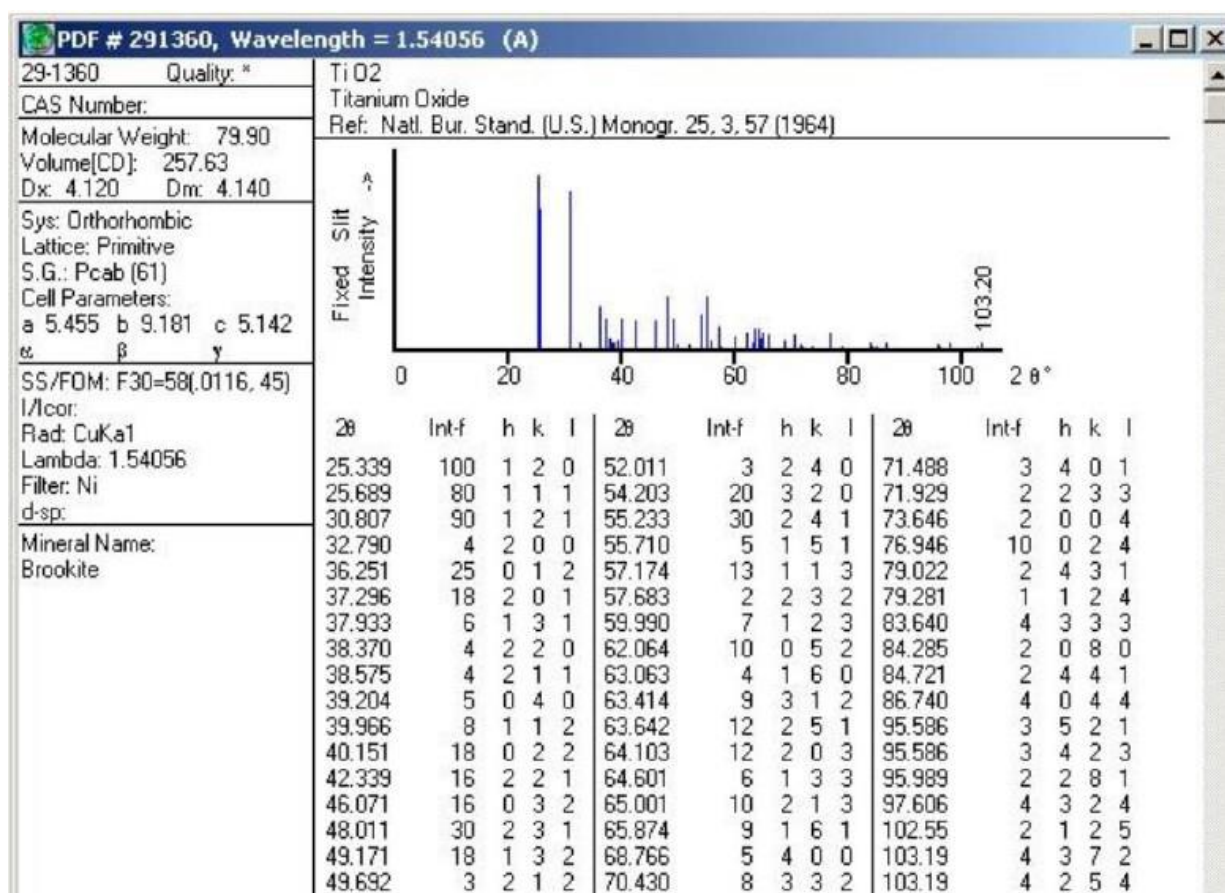 PDF # 291360, Wavelength = 1.54056 (A)
29-1360 Quality: *
CAS Number:
Molecular Weight: 79.90
Volume[CD]: 257.63
Dx: 4.120 Dm: 4.140
Sys: Orthorhombic
Lattice: Primitive
S.G.: Pcab (61)
Cell Parameters:
a 5.455 b 9.181 c 5.142
α β γ
SS/FOM: F30=58(.0116, 45)
I/Icor:
Rad: CuKa1
Lambda: 1.54056
Filter: Ni
d-sp:
Mineral Name:
Brookite
Ti O2
Titanium Oxide
Ref: Natl. Bur. Stand. (U.S.) Monogr. 25, 3, 57 (1964)
Fixed Slit
Intensity ->
103.20
0 20 40 60 80 100 2 θ°
2θ Int-f h k l 2θ Int-f h k l 2θ Int-f h k l
25.339 100 1 2 0 52.011 3 2 4 0 71.488 3 4 0 1
25.689 80 1 1 1 54.203 20 3 2 0 71.929 2 2 3 3
30.807 90 1 2 1 55.233 30 2 4 1 73.646 2 0 0 4
32.790 4 2 0 0 55.710 5 1 5 1 76.946 10 0 2 4
36.251 25 0 1 2 57.174 13 1 1 3 79.022 2 4 3 1
37.296 18 2 0 1 57.683 2 2 3 2 79.281 1 1 2 4
37.933 6 1 3 1 59.990 7 1 2 3 83.640 4 3 3 3
38.370 4 2 2 0 62.064 10 0 5 2 84.285 2 0 8 0
38.575 4 2 1 1 63.063 4 1 6 0 84.721 2 4 4 1
39.204 5 0 4 0 63.414 9 3 1 2 86.740 4 0 4 4
39.966 8 1 1 2 63.642 12 2 5 1 95.586 3 5 2 1
40.151 18 0 2 2 64.103 12 2 0 3 95.586 3 4 2 3
42.339 16 2 2 1 64.601 6 1 3 3 95.989 2 2 8 1
46.071 16 0 3 2 65.001 10 2 1 3 97.606 4 3 2 4
48.011 30 2 3 1 65.874 9 1 6 1 102.55 2 1 2 5
49.171 18 1 3 2 68.766 5 4 0 0 103.19 4 3 7 2
49.692 3 2 1 2 70.430 8 3 3 2 103.19 4 2 5 4